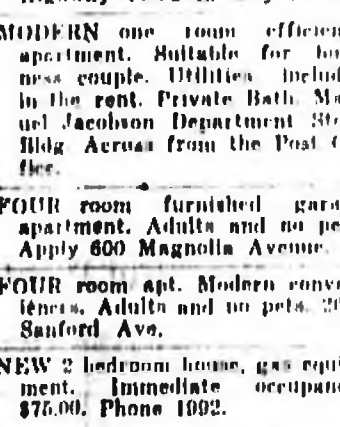 MODERN one room efficien
apartment. Suitable for
ness couple. Utilities includ
in the rent. Private Bath. Ma
uel Jacobson Department Sto
Bldg. Across from the Post O
fice.
FOUR room furnished gara
apartment. Adults and no pe
Apply 600 Magnolia Avenue.
FOUR room apt. Modern conve
iences. Adults and no pets.
Sanford Ave.
NEW 2 bedroom house, gas equi
ment. Immediate occupan
$75.00. Phone 1092.